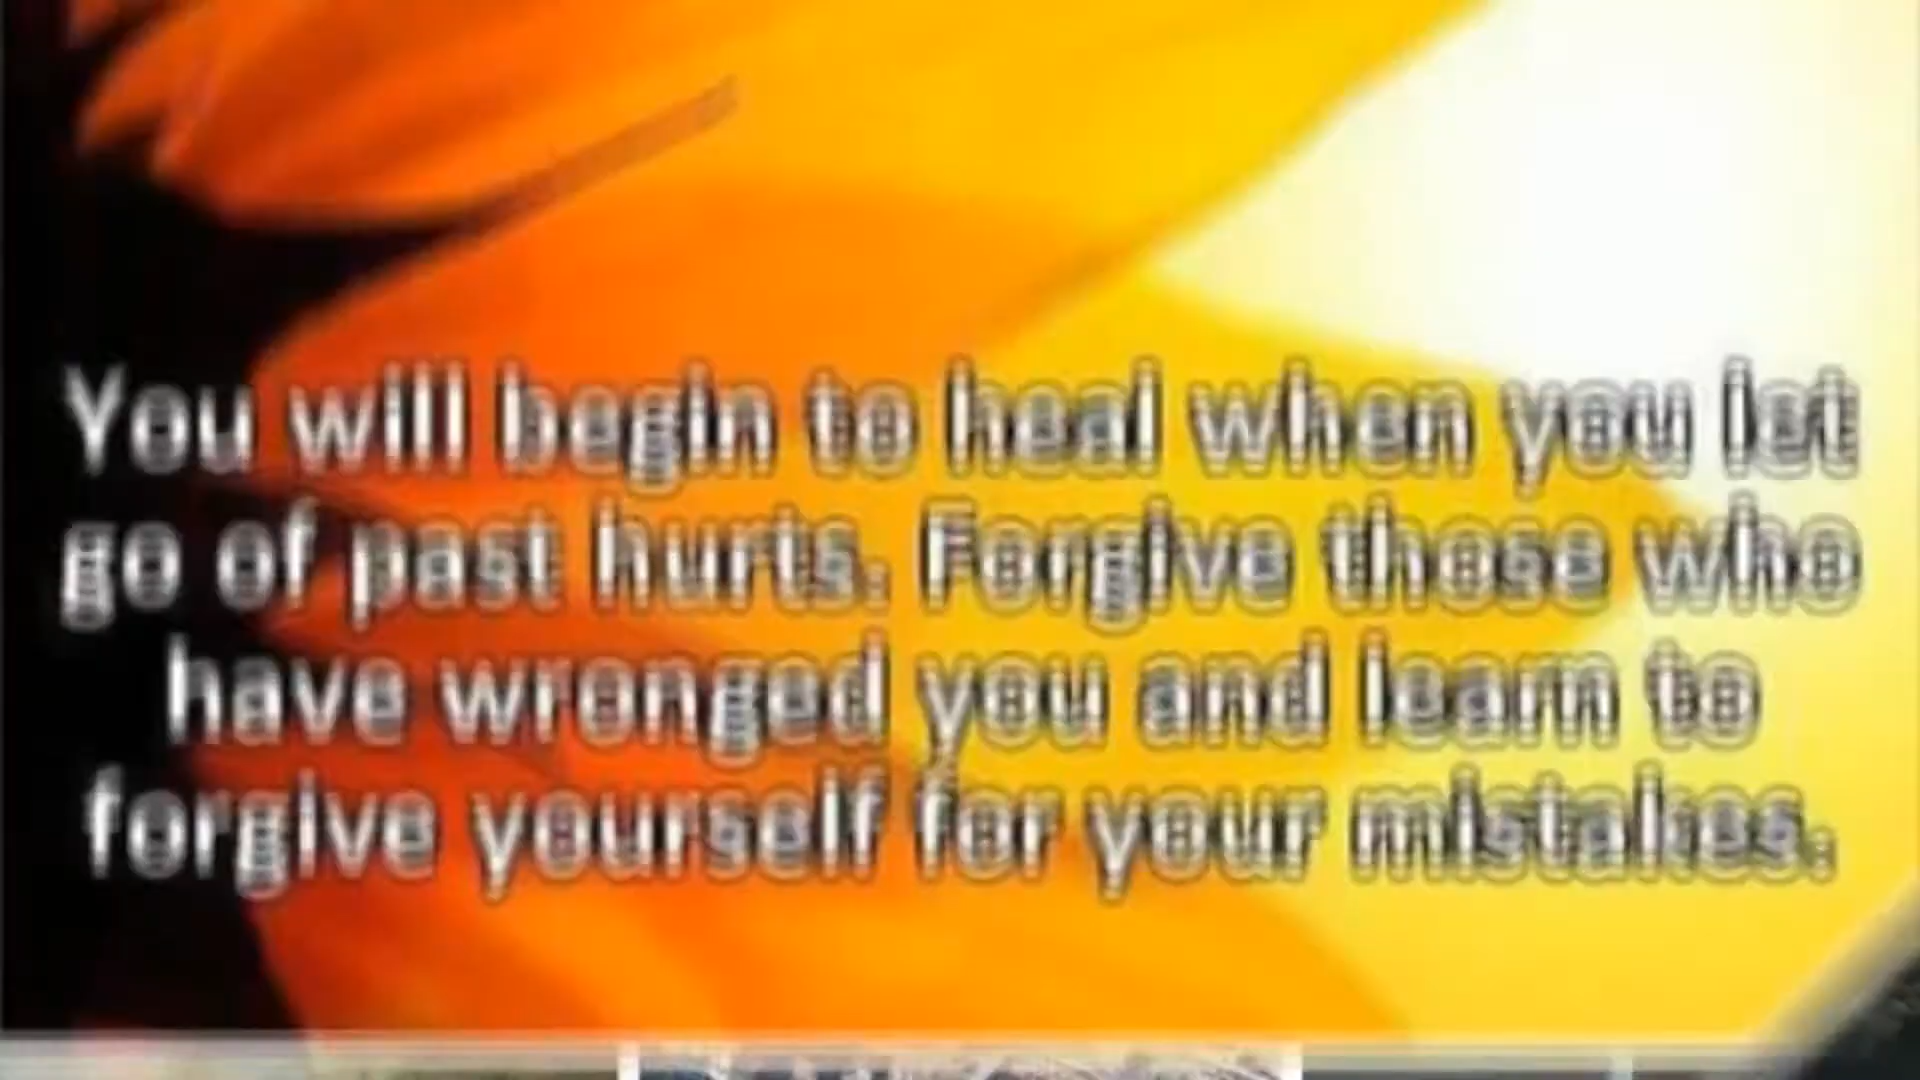 You will begin to heal when you let
go of past hurts. Forgive those who
have wronged you and learn to
forgive yourself for your mistakes.